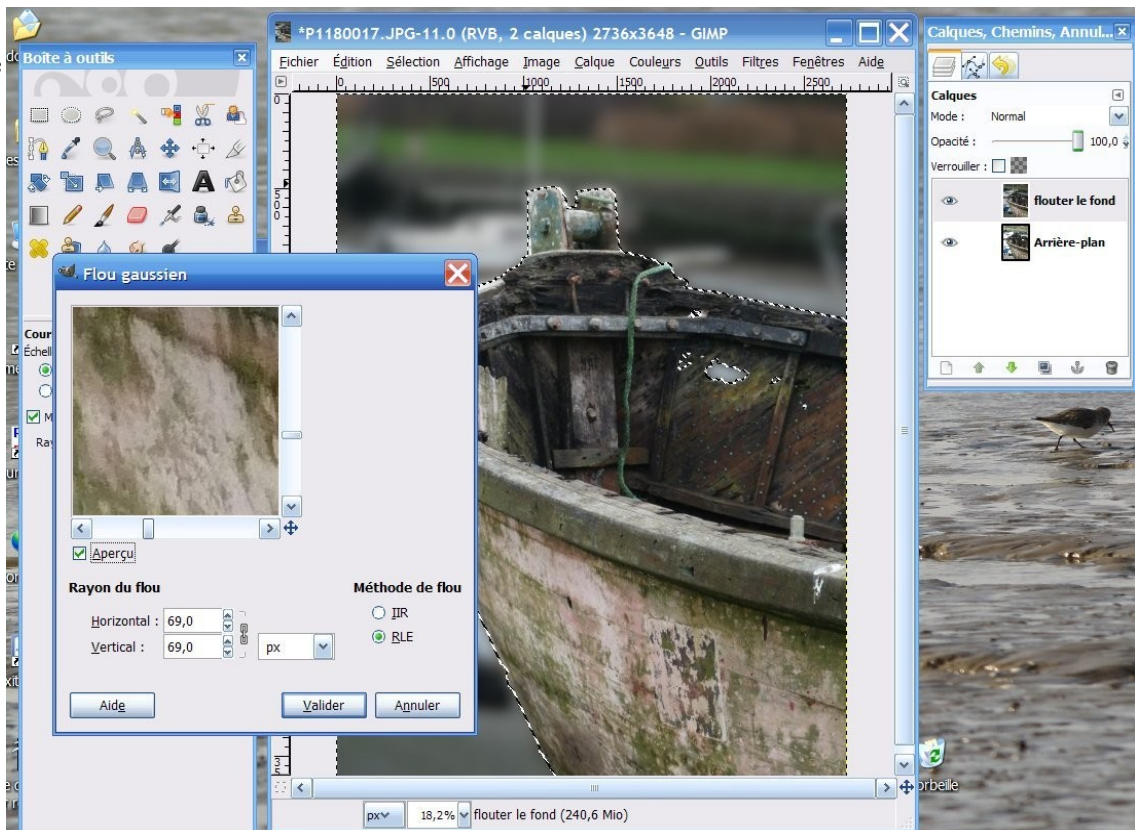 *P1180017.JPG-11.0 (RVB, 2 calques) 2736x3648 – GIMP
Fichier Édition Sélection Affichage Image Calque Couleurs Outils Filtres Fenêtres Aide
0 500 1000 1500 2000 2500
Boîte à outils
Calques, Chemins, Annul...
Calques
Mode : Normal
Opacité : 100,0
Verrouiller :
flouter le fond
Arrière-plan
Flou gaussien
Aperçu
Rayon du flou
Horizontal : 69,0
Vertical : 69,0
px
Méthode de flou
IIR
RLE
Aide
Valider
Annuler
Cour
Échell
M
Ra
px 18,2% flouter le fond (240,6 Mio)
orbeille